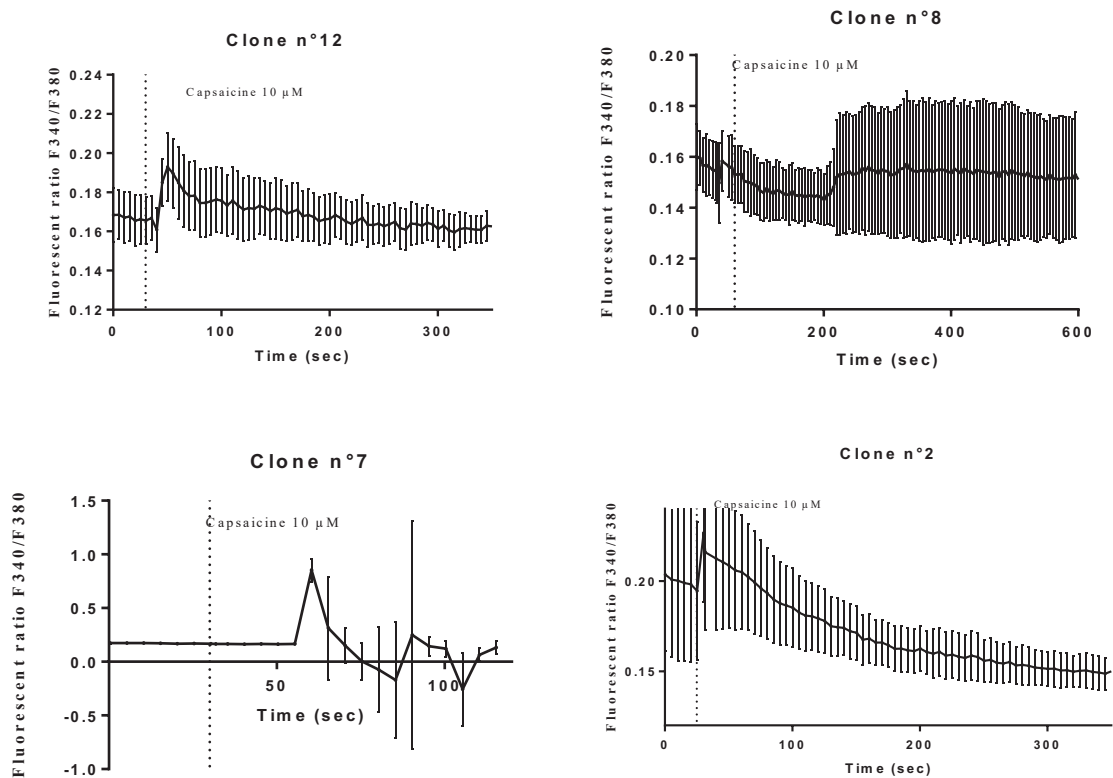 Clone n°12
Fluorescent ratio F340/F380
0.24
0.22
0.20
0.18
0.16
0.14
0.12
Capsaicine 10 µM
0
100
200
300
Time (sec)
Clone n°8
Fluorescent ratio F340/F380
0.20
0.18
0.16
0.14
0.12
0.10
Capsaicine 10 µM
0
200
400
600
Time (sec)
Clone n°7
Fluorescent ratio F340/F380
1.5
1.0
0.5
0.0
-0.5
-1.0
Capsaicine 10 µM
50
100
Time (sec)
Clone n°2
Fluorescent ratio F340/F380
0.20
0.15
Capsaicine 10 µM
0
100
200
300
Time (sec)